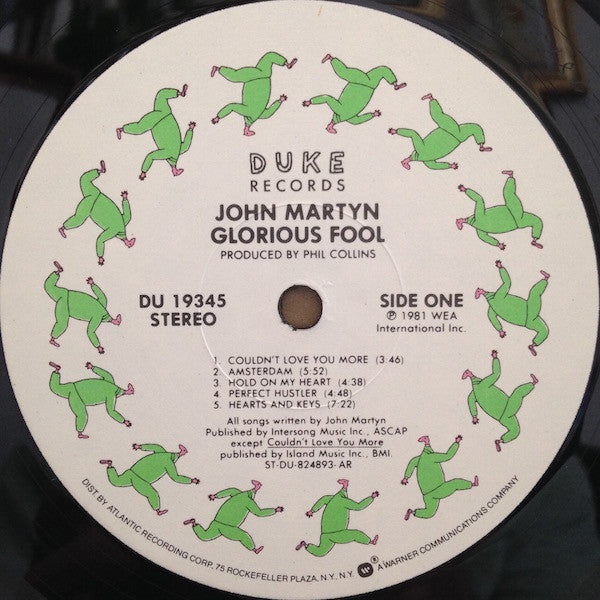 DUKE
RECORDS
JOHN MARTYN
GLORIOUS FOOL
PRODUCED BY PHIL COLLINS
DU 19345
STEREO
SIDE ONE
℗ 1981 WEA
International Inc.
1. COULDN'T LOVE YOU MORE (3:46)
2. AMSTERDAM (5:52)
3. HOLD ON MY HEART (4:38)
4. PERFECT HUSTLER (4:48)
5. HEARTS AND KEYS (7:22)
All songs written by John Martyn
Published by Intersong Music Inc., ASCAP
except Couldn't Love You More
published by Island Music Inc., BMI.
ST-DU-824893-AR
DIST. BY ATLANTIC RECORDING CORP. 75 ROCKEFELLER PLAZA, N.Y., N.Y. W ® A WARNER COMMUNICATIONS COMPANY